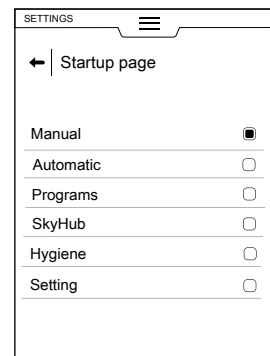 SETTINGS
Startup page
Manual
Automatic
Programs
SkyHub
Hygiene
Setting